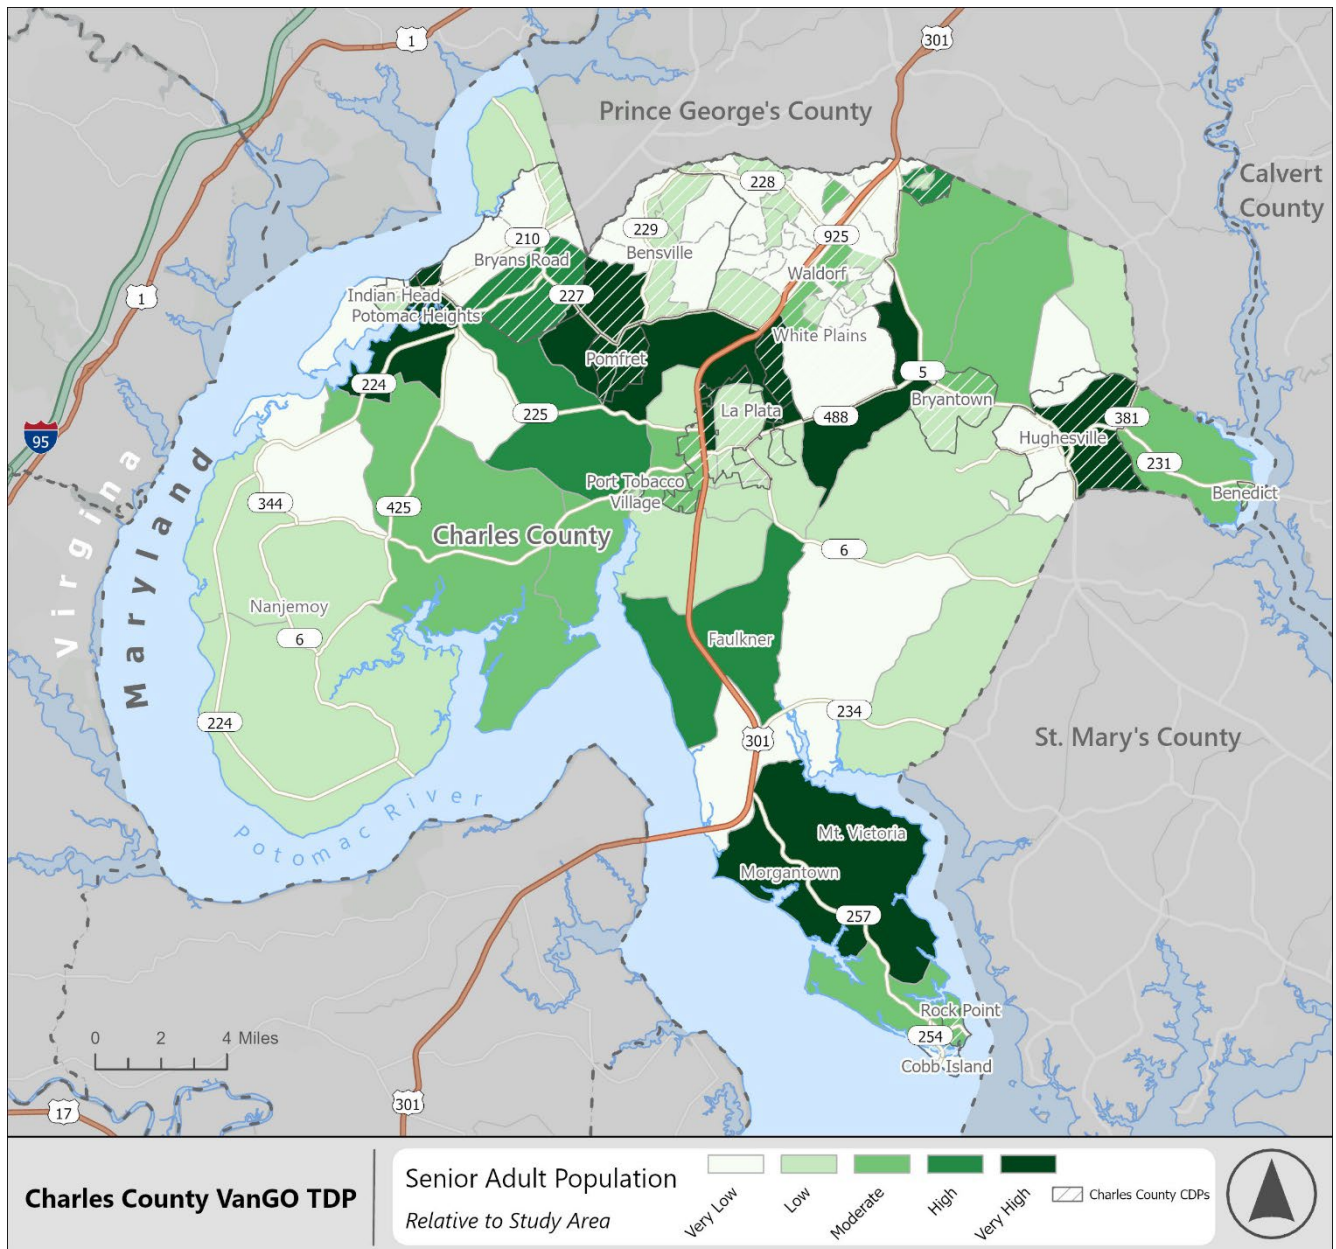 1
301
Prince George's County
Calvert
County
228
229
Bensville
925
210
Bryans Road
Waldorf
Indian Head
227
Potomac Heights
1
White Plains
Pomfret
5
224
Bryantown
La Plata
488
381
225
95
Hughesville
231
Port Tobacco
Village
Benedict
344
425
Charles County
6
Virginia
Maryland
Nanjemoy
6
Faulkner
224
234
301
St. Mary's County
Potomac River
Mt. Victoria
Morgantown
257
Rock Point
254
Cobb Island
0 2 4 Miles
17
301
Charles County VanGO TDP
Senior Adult Population
Relative to Study Area
Very Low
Low
Moderate
High
Very High
Charles County CDPs